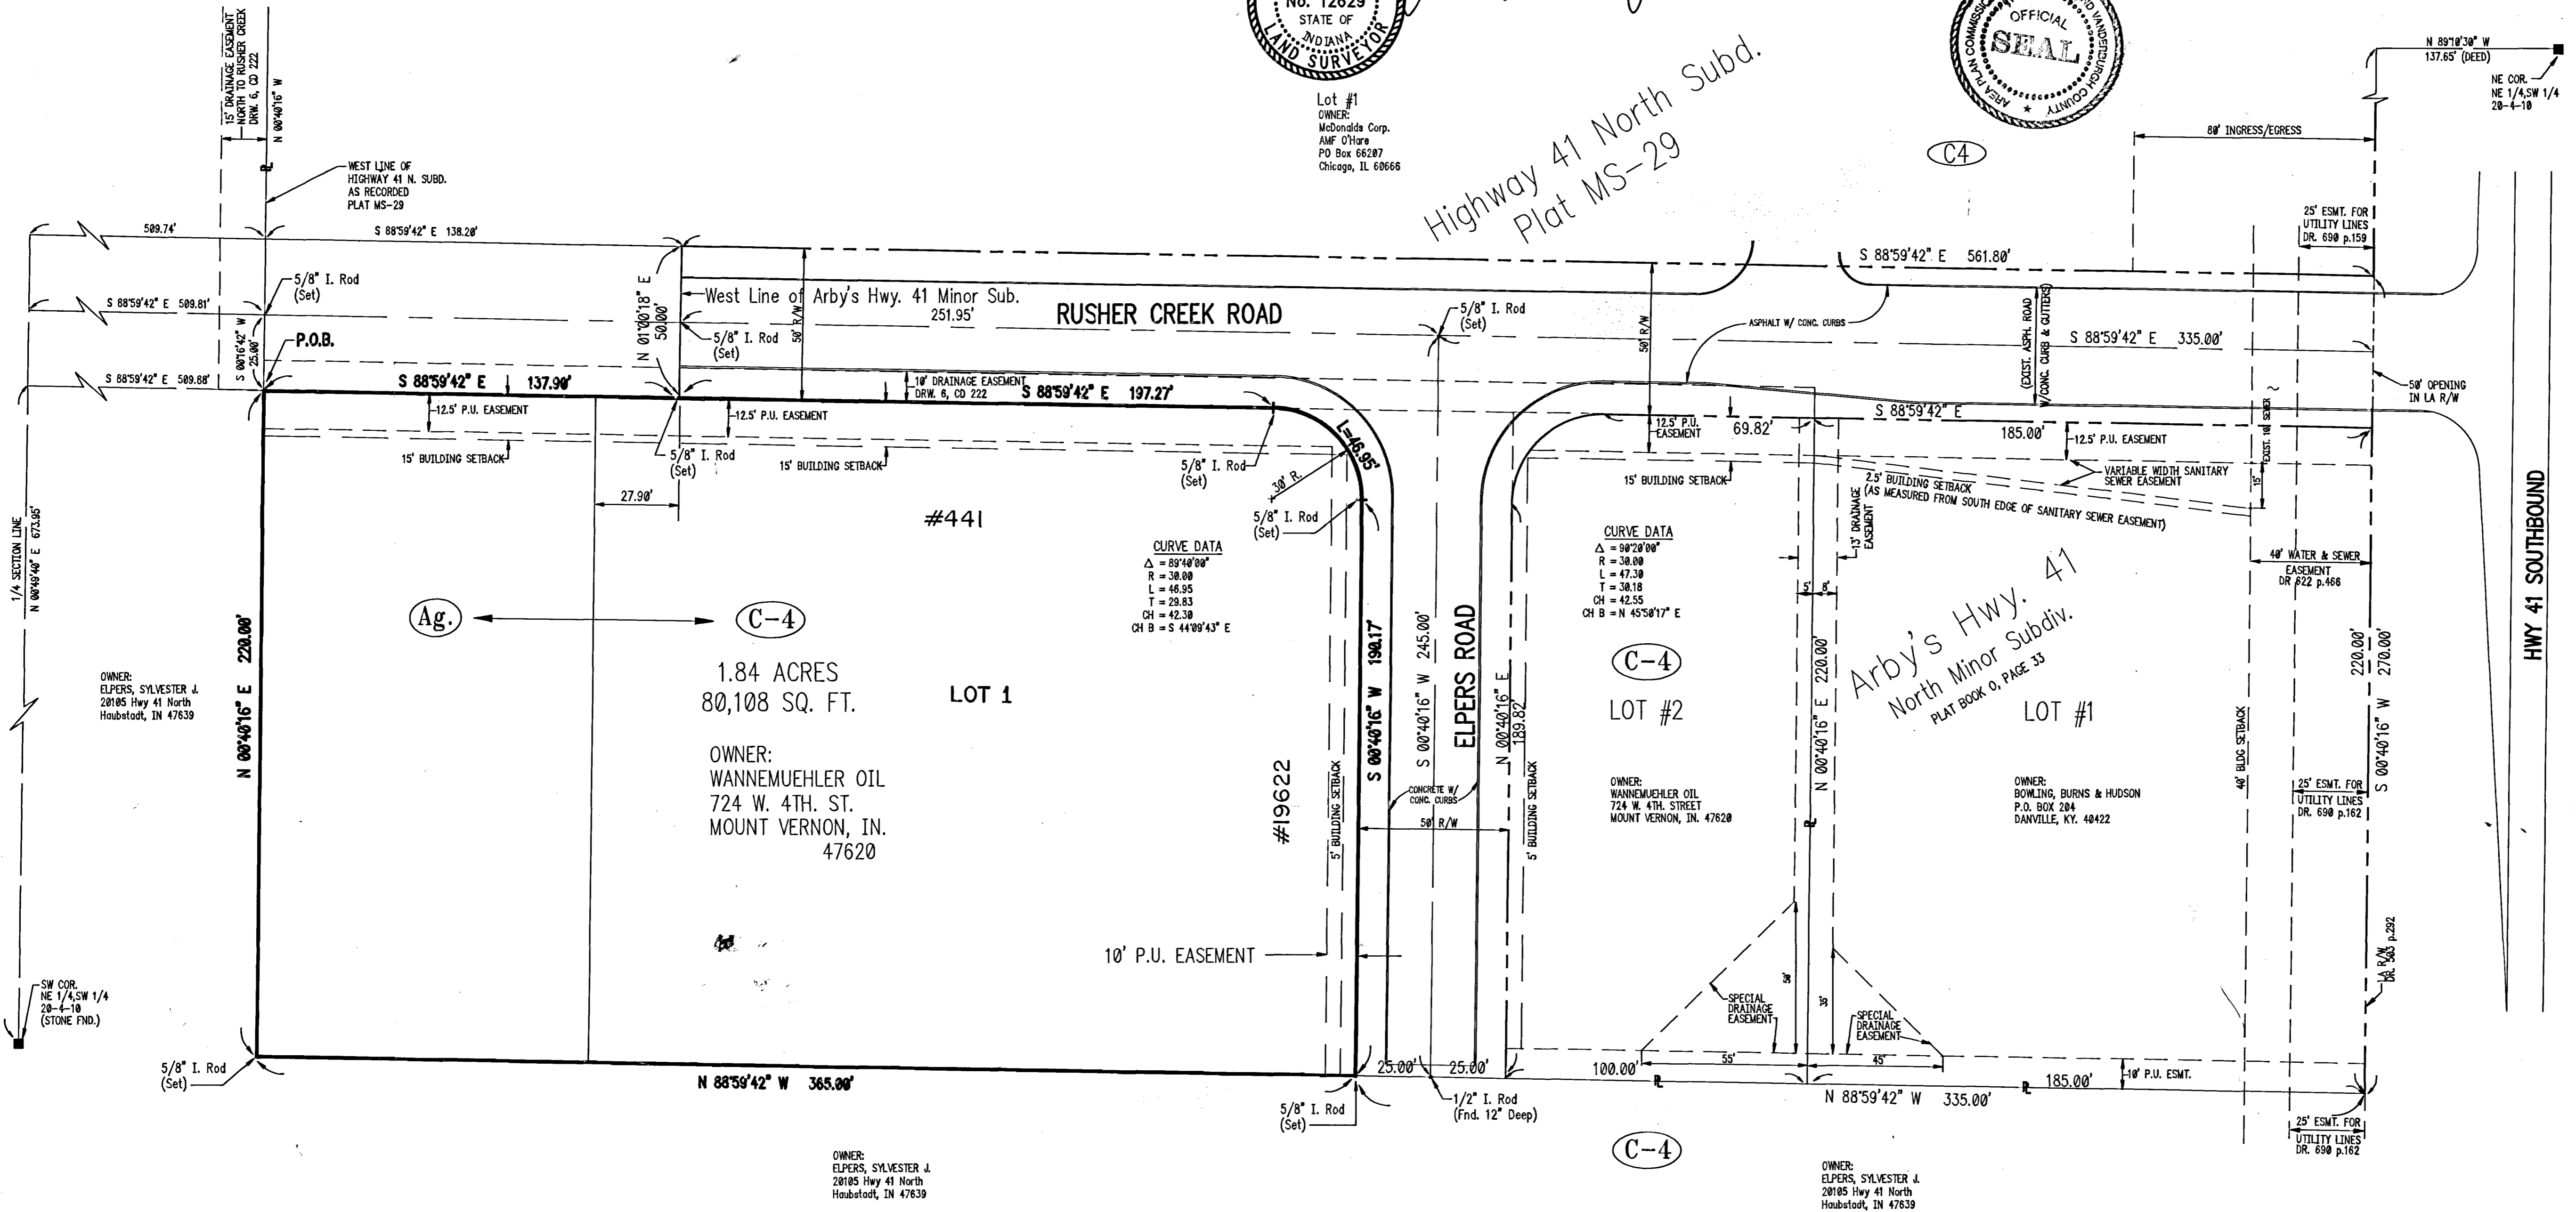 No. 12629
STATE OF
INDIANA
LAND SURVEYOR
AREA PLAN COMMISSION
VANDERBURGH COUNTY
OFFICIAL
SEAL
15' DRAINAGE EASEMENT
NORTH TO RUSHER CREEK
DRW. 6, CD 222
N 00°40'16" W
WEST LINE OF
HIGHWAY 41 N. SUBD.
AS RECORDED
PLAT MS-29
Lot #1
OWNER:
McDonalds Corp.
AMF O'Hare
PO Box 66207
Chicago, IL 60666
Highway 41 North Subd.
Plat MS-29
C4
N 89°10'30" W
137.65' (DEED)
NE COR.
NE 1/4,SW 1/4
20-4-10
80' INGRESS/EGRESS
25' ESMT. FOR
UTILITY LINES
DR. 690 p.159
509.74'
S 88°59'42" E 138.20'
S 88°59'42" E 561.80'
5/8" I. Rod
(Set)
S 88°59'42" E 509.81'
S 00°16'42" W
25.00'
P.O.B.
S 88°59'42" E 509.88'
N 01°00'18" E
50.00'
West Line of Arby's Hwy. 41 Minor Sub.
251.95'
50' R/W
RUSHER CREEK ROAD
5/8" I. Rod
(Set)
5/8" I. Rod
(Set)
50' R/W
ASPHALT W/ CONC. CURBS
(EXIST. ASPH. ROAD
W/CONC. CURB & GUTTERS)
S 88°59'42" E 335.00'
50' OPENING
IN LA R/W
S 88°59'42" E 137.90'
10' DRAINAGE EASEMENT
DRW. 6, CD 222
S 88°59'42" E 197.27'
12.5' P.U. EASEMENT
12.5' P.U. EASEMENT
15' BUILDING SETBACK
5/8" I. Rod
(Set)
15' BUILDING SETBACK
5/8" I. Rod
(Set)
L=46.95'
30' R.
5/8" I. Rod
(Set)
27.90'
12.5' P.U.
EASEMENT
69.82'
S 88°59'42" E
185.00'
12.5' P.U. EASEMENT
15' BUILDING SETBACK
VARIABLE WIDTH SANITARY
SEWER EASEMENT
2.5' BUILDING SETBACK
(AS MEASURED FROM SOUTH EDGE OF SANITARY SEWER EASEMENT)
EXIST. 10" SEWER
15'
13' DRAINAGE
EASEMENT
5'
8'
40' WATER & SEWER
EASEMENT
DR 622 p.466
HWY 41 SOUTHBOUND
1/4 SECTION LINE
N 00°49'40" E 673.95'
#441
CURVE DATA
Δ = 89°40'00"
R = 30.00
L = 46.95
T = 29.83
CH = 42.30
CH B = S 44°09'43" E
CURVE DATA
Δ = 90°20'00"
R = 30.00
L = 47.30
T = 30.18
CH = 42.55
CH B = N 45°50'17" E
Ag.
C-4
1.84 ACRES
80,108 SQ. FT.
LOT 1
OWNER:
WANNEMUEHLER OIL
724 W. 4TH. ST.
MOUNT VERNON, IN.
47620
N 00°40'16" E 220.00'
OWNER:
ELPERS, SYLVESTER J.
20105 Hwy 41 North
Haubstadt, IN 47639
#19622
5' BUILDING SETBACK
S 00°40'16" W 190.17'
S 00°40'16" W 245.00'
ELPERS ROAD
N 00°40'16" E
189.82'
CONCRETE W/
CONC. CURBS
50' R/W
5' BUILDING SETBACK
10' P.U. EASEMENT
C-4
LOT #2
OWNER:
WANNEMUEHLER OIL
724 W. 4TH. STREET
MOUNT VERNON, IN. 47620
N 00°40'16" E 220.00'
Arby's Hwy. 41
North Minor Subdiv.
PLAT BOOK O, PAGE 33
LOT #1
OWNER:
BOWLING, BURNS & HUDSON
P.O. BOX 204
DANVILLE, KY. 40422
40' BLDG SETBACK
25' ESMT. FOR
UTILITY LINES
DR. 690 p.162
220.00'
S 00°40'16" W 270.00'
LA R/W
DR. 503 p.292
SPECIAL
DRAINAGE
EASEMENT
50'
35'
SPECIAL
DRAINAGE
EASEMENT
55'
45'
SW COR.
NE 1/4,SW 1/4
20-4-10
(STONE FND.)
5/8" I. Rod
(Set)
N 88°59'42" W 365.00'
5/8" I. Rod
(Set)
25.00'
25.00'
1/2" I. Rod
(Fnd. 12" Deep)
100.00'
185.00'
10' P.U. ESMT.
N 88°59'42" W 335.00'
25' ESMT. FOR
UTILITY LINES
DR. 690 p.162
C-4
OWNER:
ELPERS, SYLVESTER J.
20105 Hwy 41 North
Haubstadt, IN 47639
OWNER:
ELPERS, SYLVESTER J.
20105 Hwy 41 North
Haubstadt, IN 47639